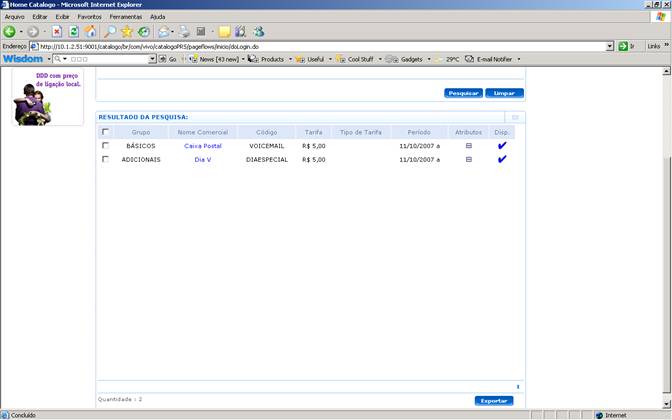 Home Catalogo - Microsoft Internet Explorer
Arquivo Editar Exibir Favoritos Ferramentas Ajuda
Endereço http://10.1.2.51:9001/catalogo/br/com/vivo/catalogoPRS/pageflows/inicio/doLogin.do Ir Links »
Wisdom Go News [43 new] Products Useful Cool Stuff Gadgets 29°C E-mail Notifier
DDD com preço
de ligação local.
Pesquisar Limpar
RESULTADO DA PESQUISA:
Grupo Nome Comercial Código Tarifa Tipo de Tarifa Período Atributos Disp.
BÁSICOS Caixa Postal VOICEMAIL R$ 5,00 11/10/2007 a
ADICIONAIS Dia V DIAESPECIAL R$ 5,00 11/10/2007 a
1
Quantidade : 2
Exportar
Concluído Internet